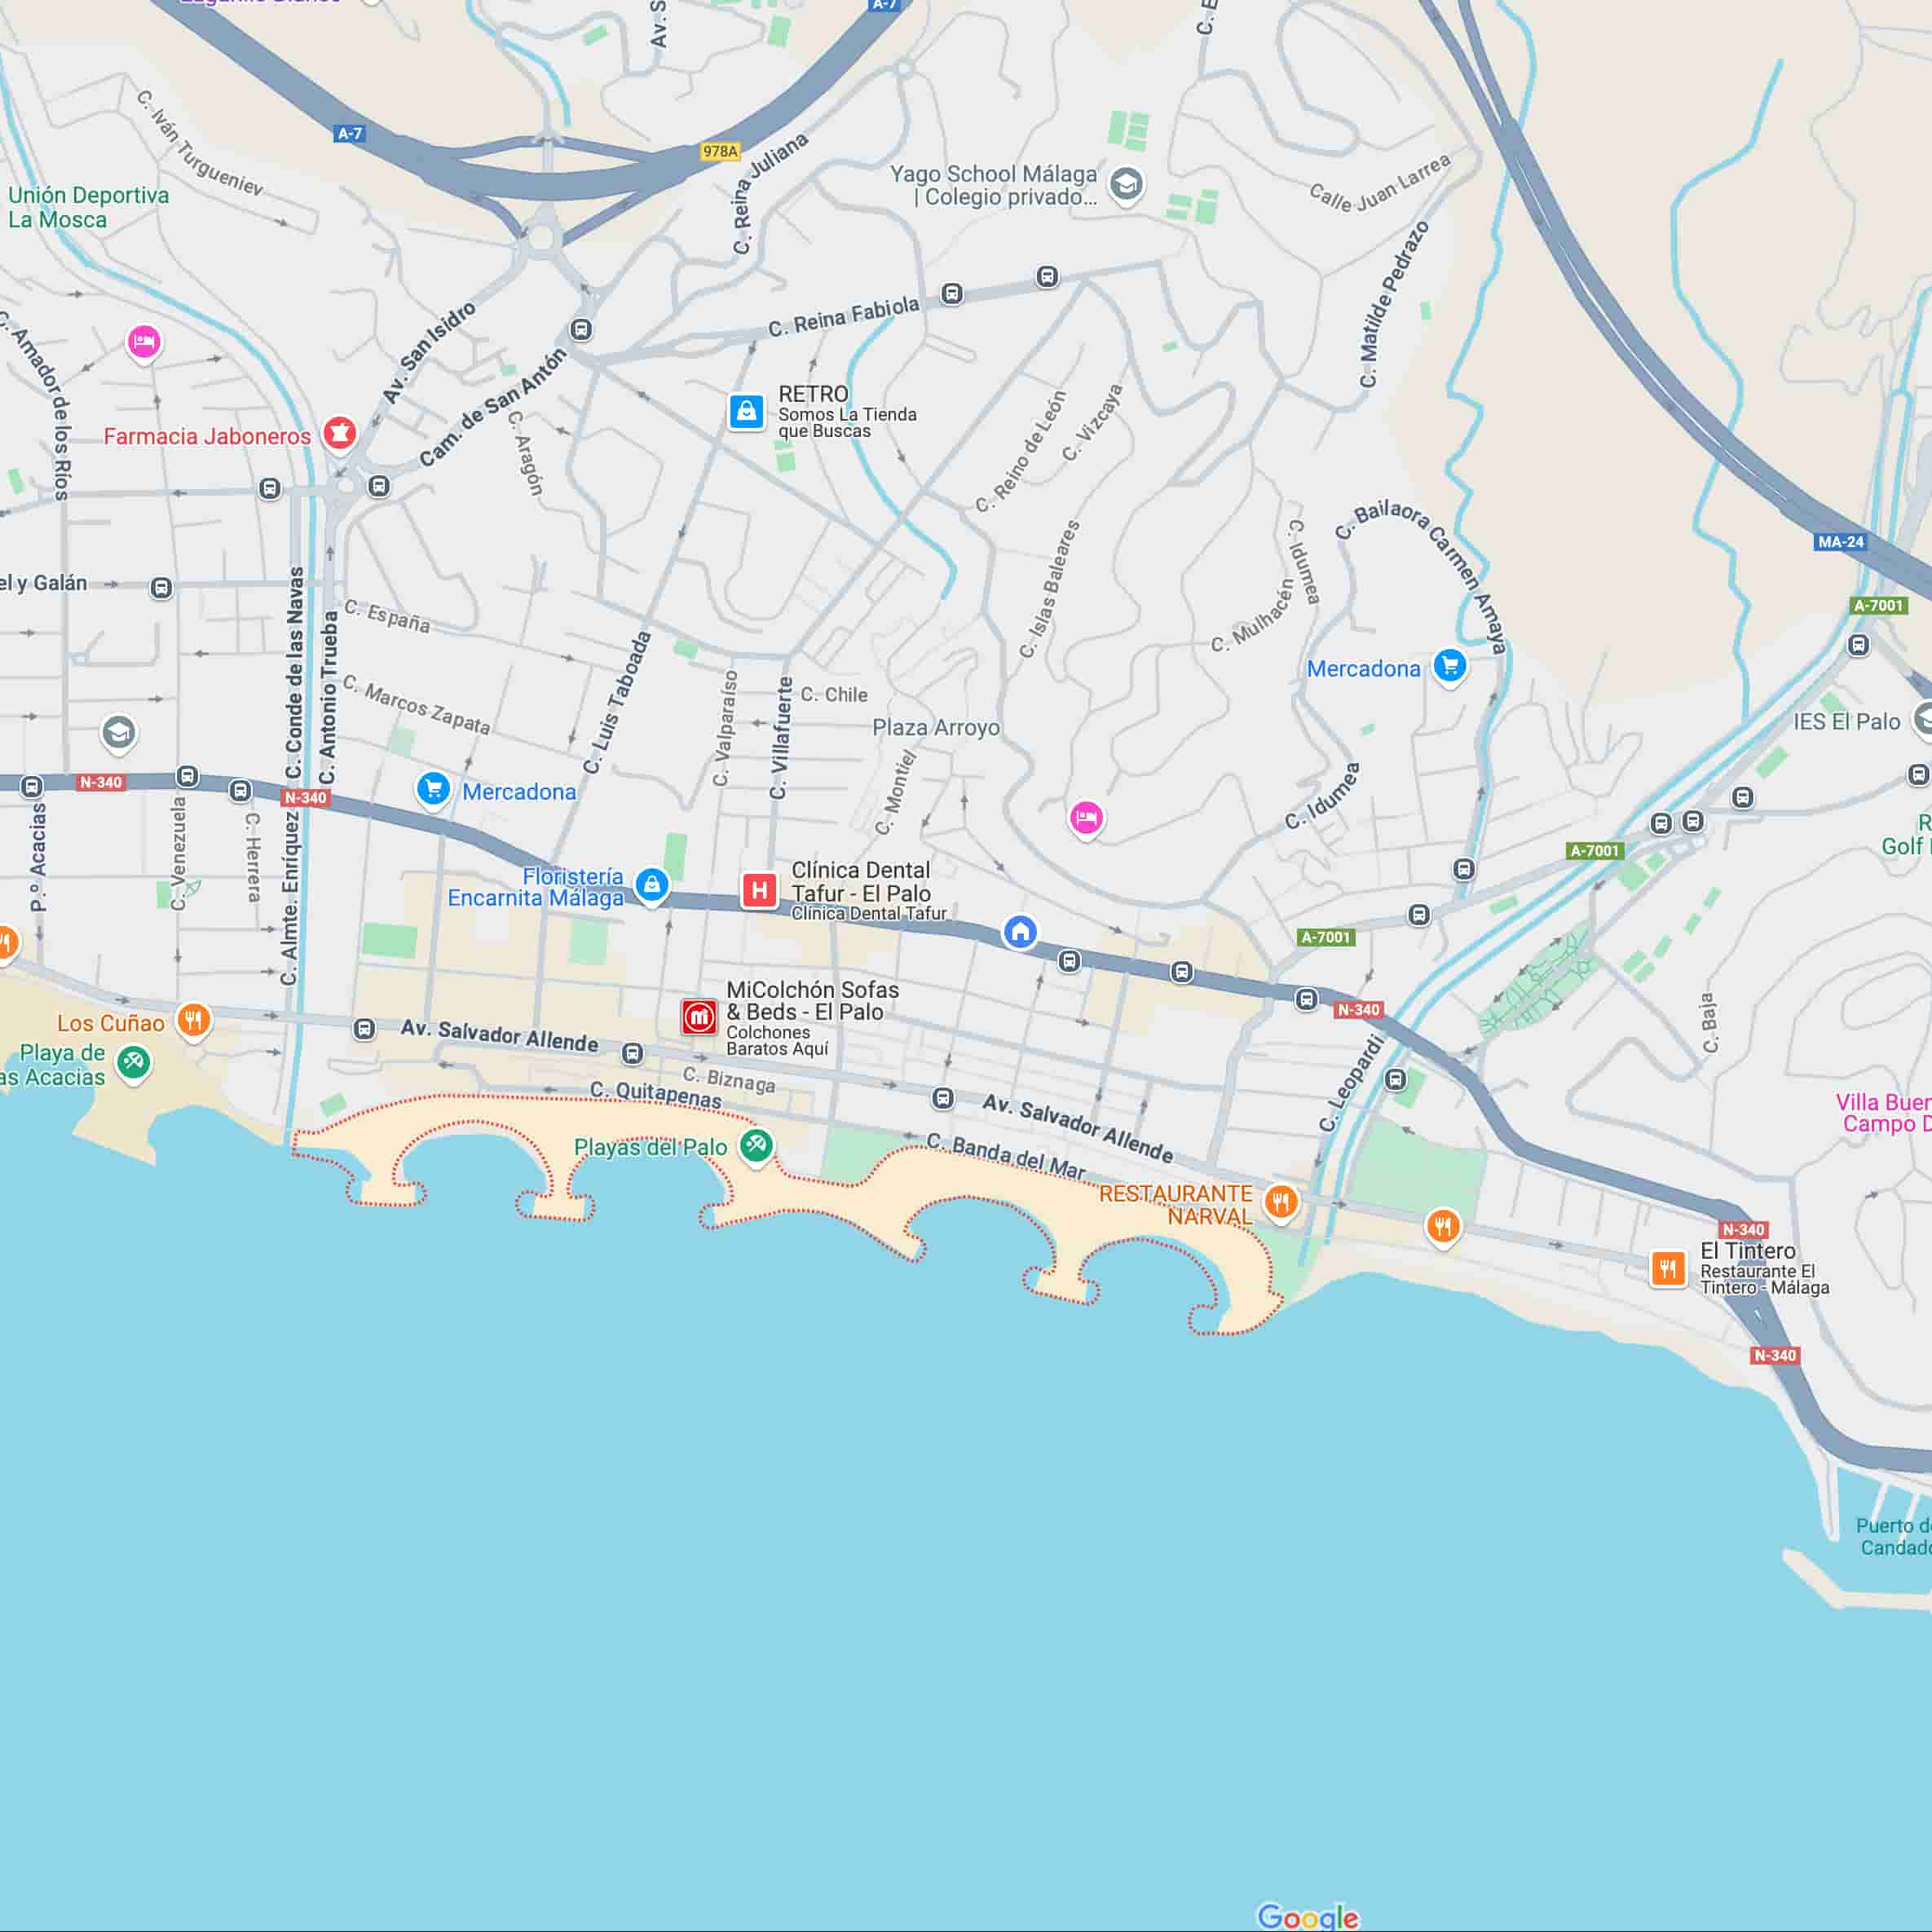 A-7
Av. S
C. E
C. Iván Turgueniev
A-7
978A
C. Reina Juliana
Yago School Málaga
| Colegio privado...
Calle Juan Larrea
Unión Deportiva
La Mosca
C. Matilde Pedrazo
C. Reina Fabiola
Av. San Isidro
Cam. de San Antón
C. Amador de los Ríos
RETRO
Somos La Tienda
que Buscas
Farmacia Jaboneros
C. Aragón
C. Reino de León
C. Vizcaya
C. Bailaora Carmen Amaya
MA-24
C. Islas Baleares
C. Idumea
C. Mulhacén
el y Galán
A-7001
C. España
C. Conde de las Navas
C. Antonio Trueba
C. Luis Taboada
Mercadona
C. Marcos Zapata
C. Valparaíso
C. Villafuerte
C. Chile
Plaza Arroyo
IES El Palo
C. Montiel
N-340
N-340
Mercadona
C. Idumea
P.º Acacias
C. Venezuela
C. Herrera
C. Almte. Enríquez
R
Golf
A-7001
Floristería
Encarnita Málaga
Clínica Dental
Tafur - El Palo
Clínica Dental Tafur
A-7001
MiColchón Sofas
& Beds - El Palo
Colchones
Baratos Aquí
N-340
C. Baja
Los Cuñao
Av. Salvador Allende
Playa de
as Acacias
C. Biznaga
C. Quitapenas
C. Leopardi
Av. Salvador Allende
Villa Buen
Campo D
Playas del Palo
C. Banda del Mar
RESTAURANTE
NARVAL
N-340
El Tintero
Restaurante El
Tintero - Málaga
N-340
Puerto de
Candado
Google